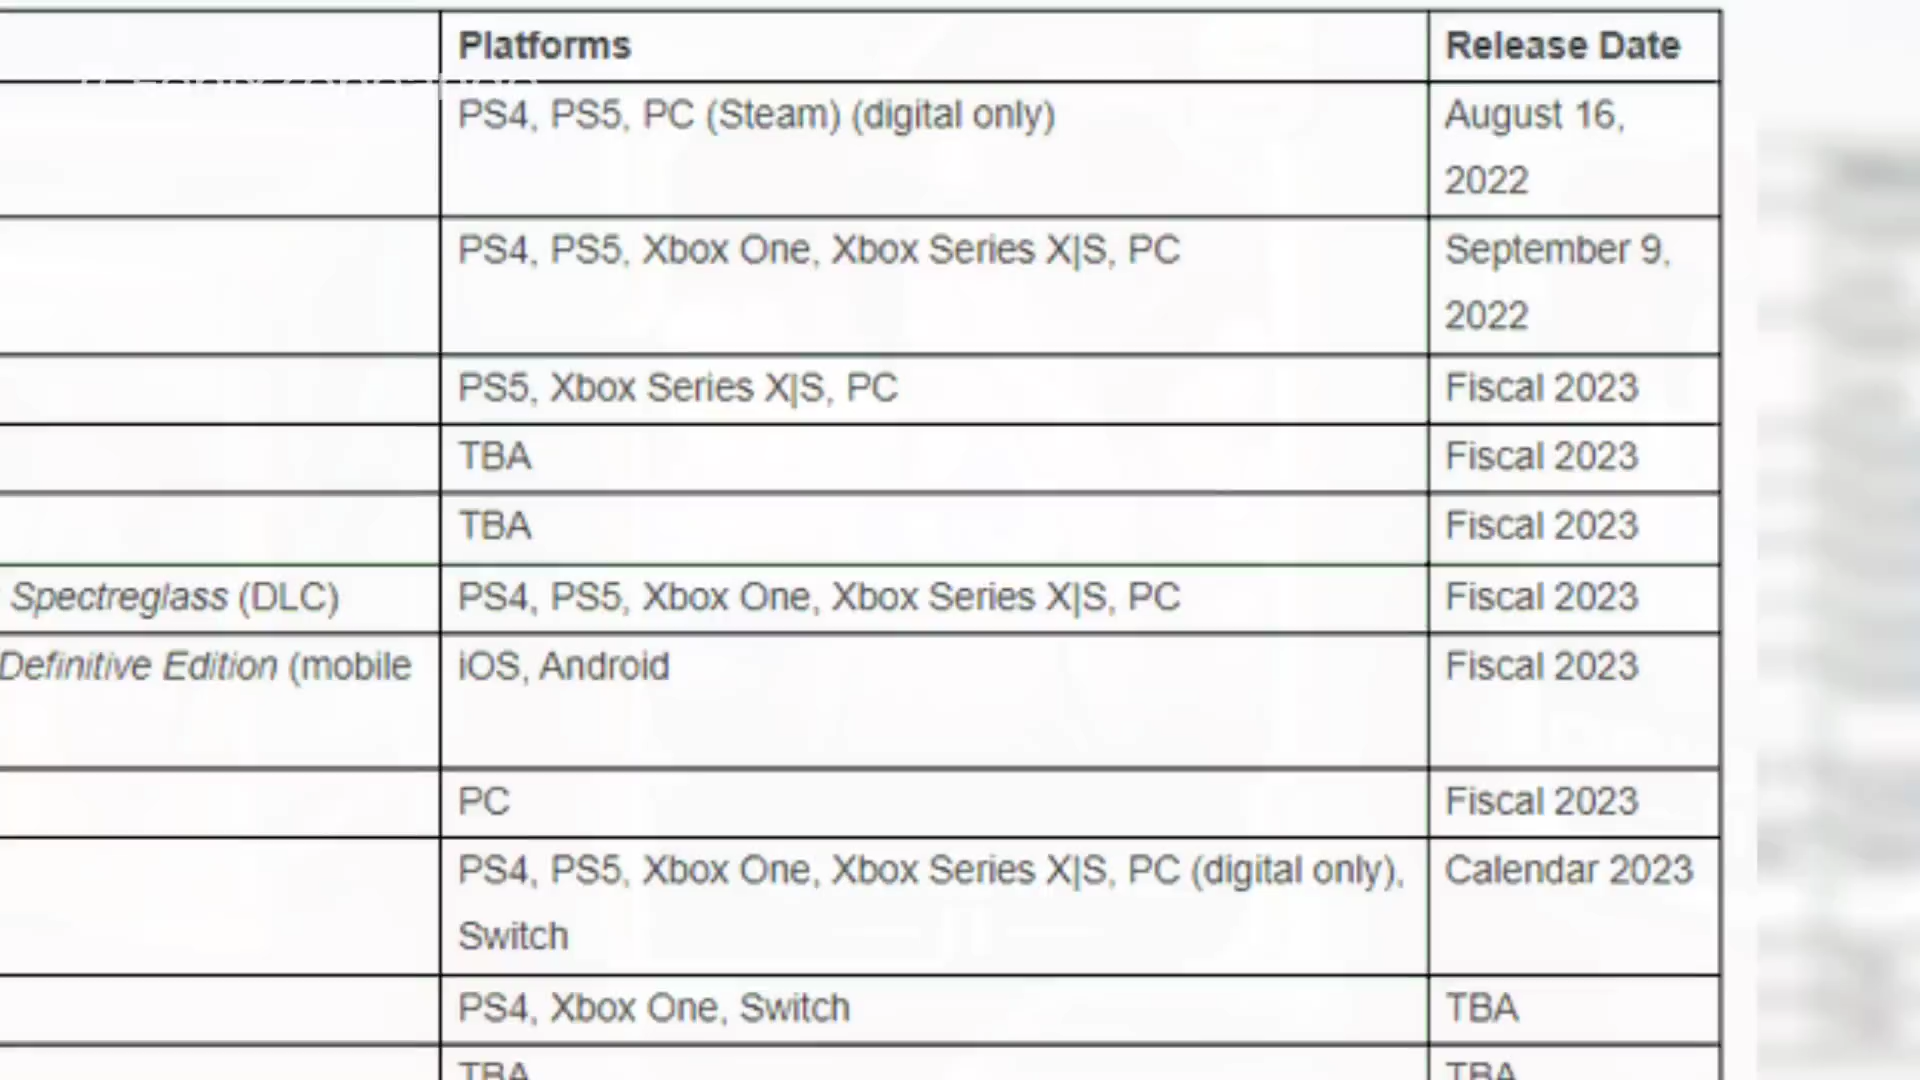 Platforms Release Date
PS4, PS5, PC (Steam) (digital only) August 16,
2022
PS4, PS5, Xbox One, Xbox Series X|S, PC September 9,
2022
PS5, Xbox Series X|S, PC Fiscal 2023
TBA Fiscal 2023
TBA Fiscal 2023
Spectreglass (DLC) PS4, PS5, Xbox One, Xbox Series X|S, PC Fiscal 2023
Definitive Edition (mobile iOS, Android Fiscal 2023
PC Fiscal 2023
PS4, PS5, Xbox One, Xbox Series X|S, PC (digital only), Calendar 2023
Switch
PS4, Xbox One, Switch TBA
TBA TBA